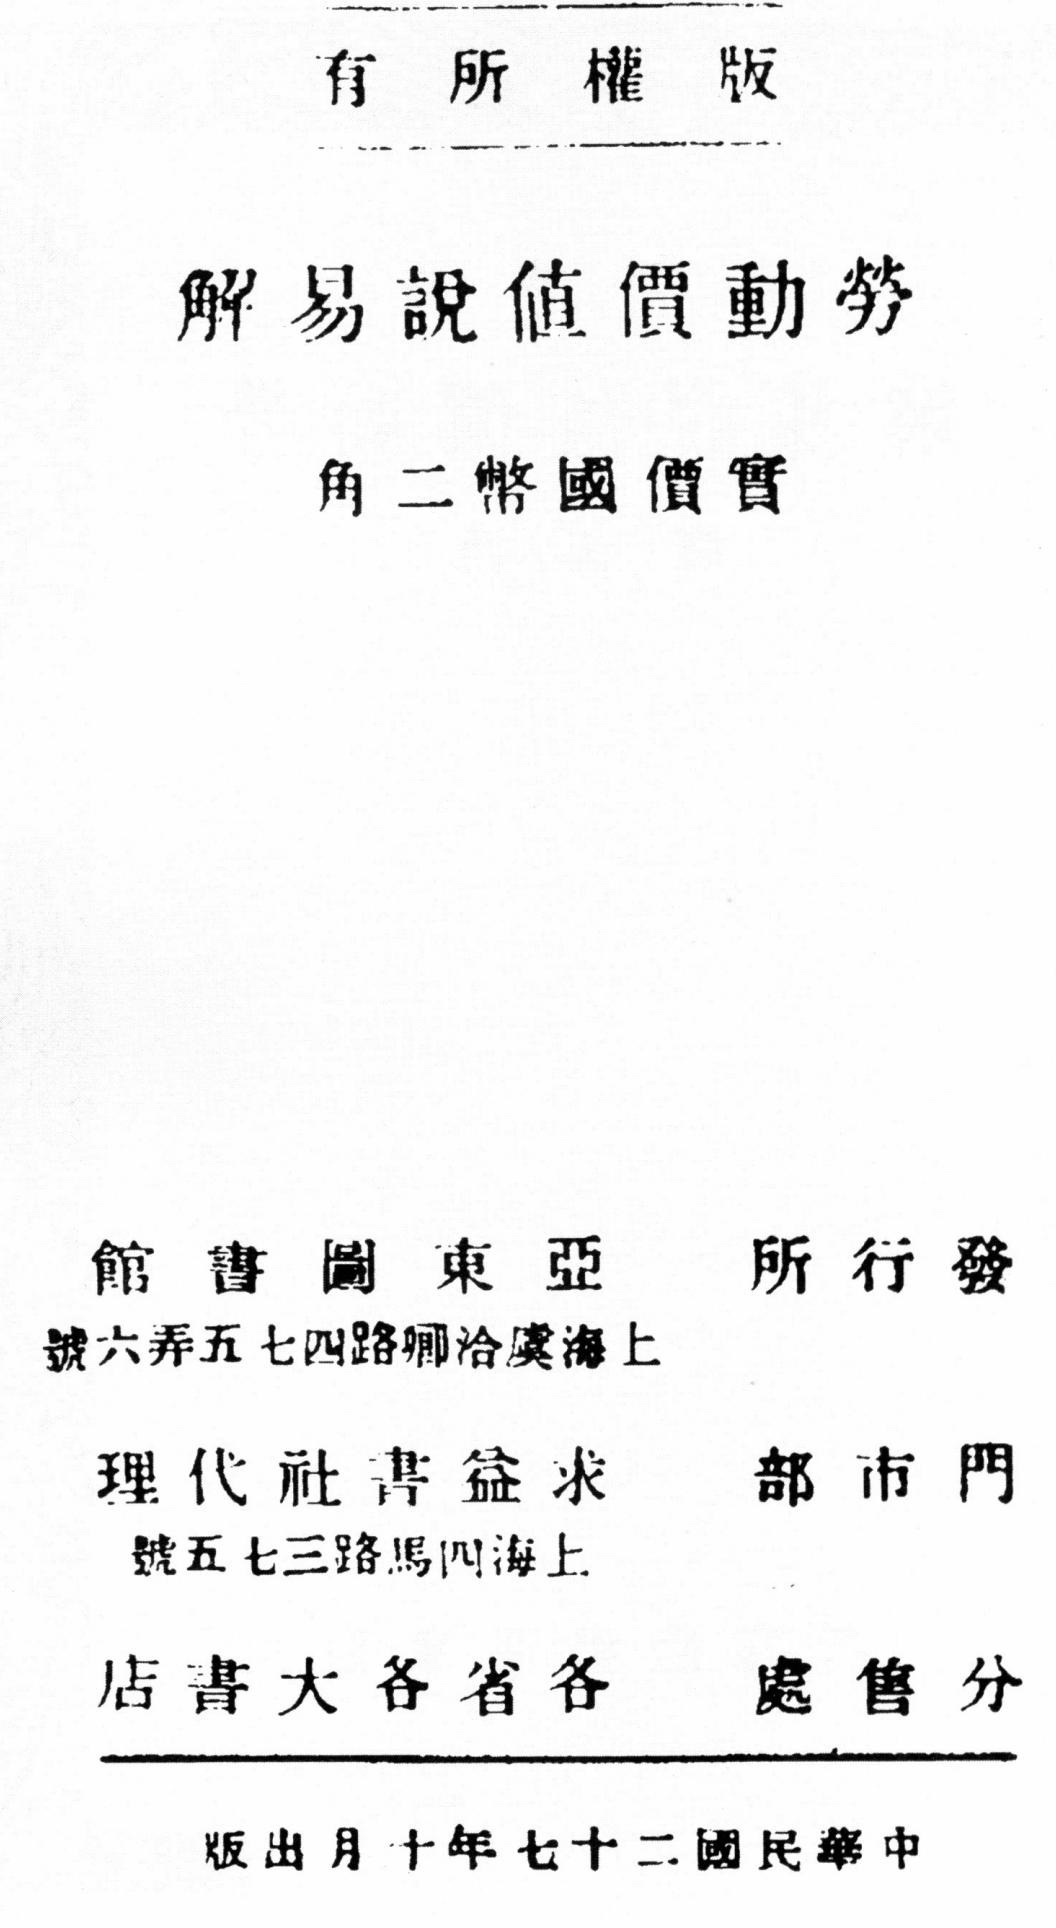 版權所有
勞動價值說易解
實價國幣二角
發行所 亞東圖書館
上海虞洽卿路四七五弄六號
門市部 求益書社代理
上海四馬路三七五號
分售處 各省各大書店
中華民國二十七年十月出版